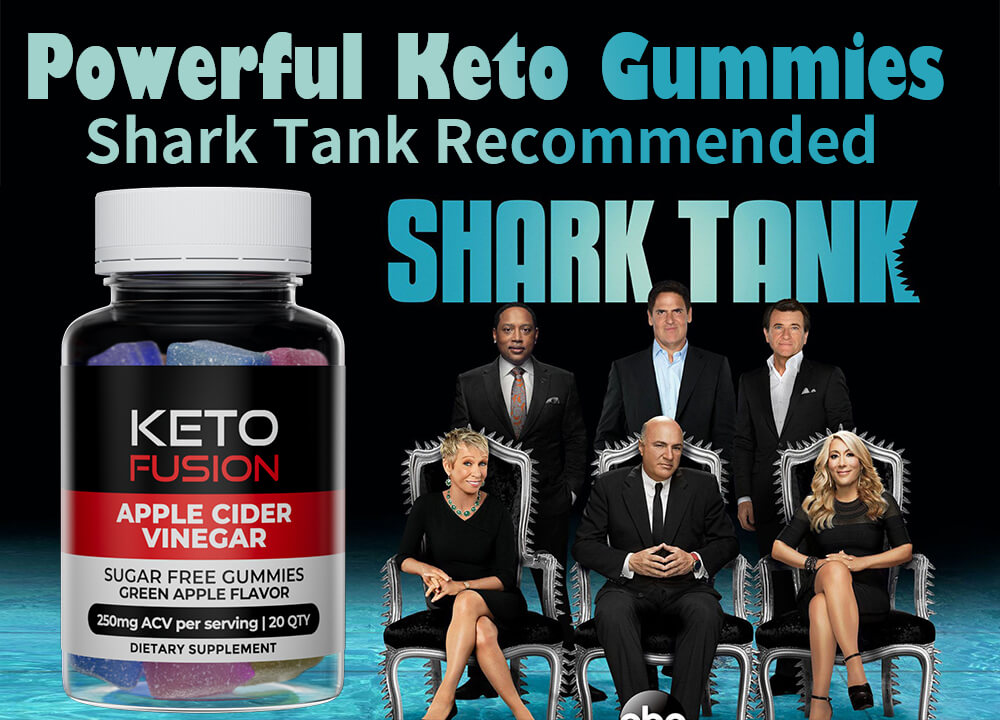 Powerful Keto Gummies
Shark Tank Recommended
SHARK TANK
KETO
FUSION
APPLE CIDER
VINEGAR
SUGAR FREE GUMMIES
GREEN APPLE FLAVOR
250mg ACV per serving | 20 QTY
DIETARY SUPPLEMENT
abc